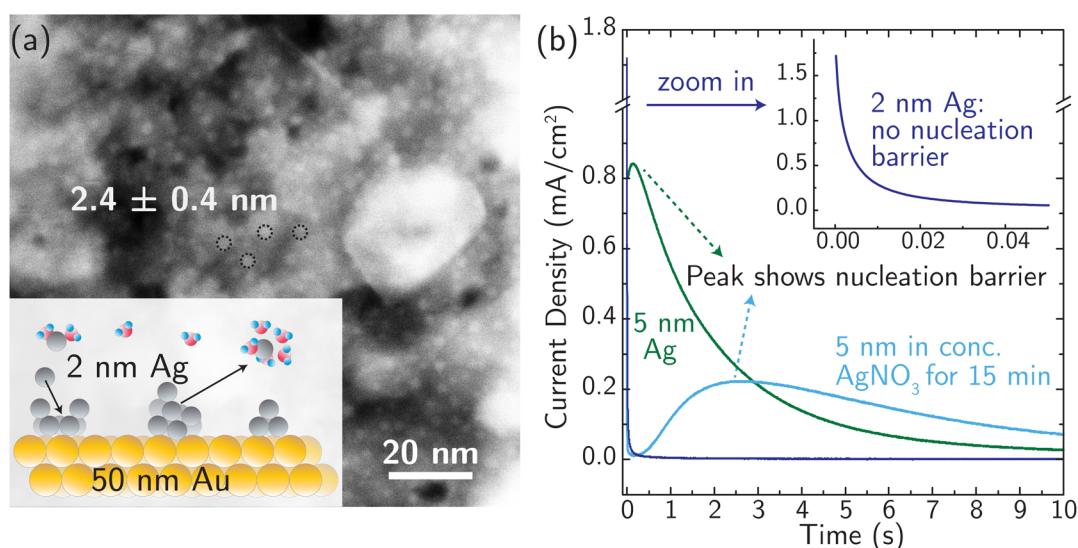 (a)
2.4 ± 0.4 nm
2 nm Ag
50 nm Au
20 nm
(b)
Current Density (mA/cm²)
1.8
0.8
0.6
0.4
0.2
0.0
zoom in
1.5
1.0
0.5
0.0
2 nm Ag:
no nucleation
barrier
0.00 0.02 0.04
Peak shows nucleation barrier
5 nm
Ag
5 nm in conc.
AgNO₃ for 15 min
0 1 2 3 4 5 6 7 8 9 10
Time (s)